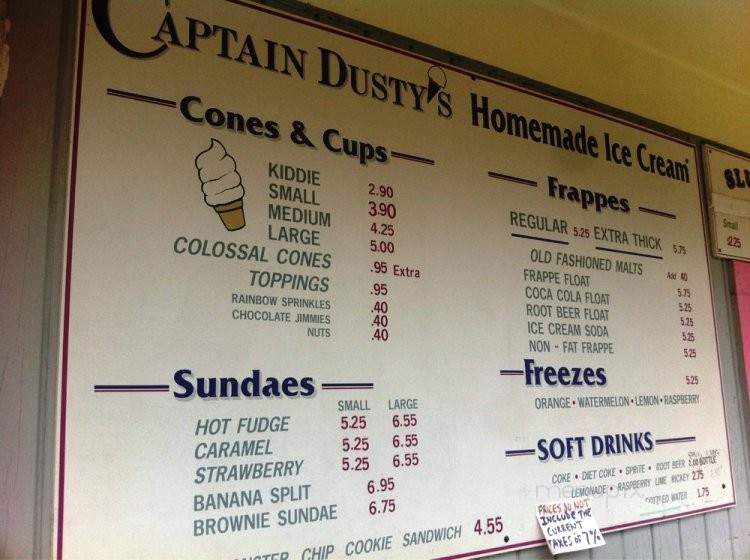 CAPTAIN DUSTY'S Homemade Ice Cream
Cones & Cups
KIDDIE 2.90
SMALL 3.90
MEDIUM 4.25
LARGE 5.00
COLOSSAL CONES .95 Extra
TOPPINGS .95
RAINBOW SPRINKLES .40
CHOCOLATE JIMMIES .40
NUTS .40
Sundaes
SMALL LARGE
HOT FUDGE 5.25 6.55
CARAMEL 5.25 6.55
STRAWBERRY 5.25 6.55
BANANA SPLIT 6.95
BROWNIE SUNDAE 6.75
CHIP COOKIE SANDWICH 4.55
Frappes
REGULAR 5.25 EXTRA THICK 5.75
OLD FASHIONED MALTS Add .40
FRAPPE FLOAT 5.75
COCA COLA FLOAT 5.25
ROOT BEER FLOAT 5.25
ICE CREAM SODA 5.25
NON - FAT FRAPPE 5.25
Freezes 5.25
ORANGE • WATERMELON • LEMON • RASPBERRY
SOFT DRINKS
COKE • DIET COKE • SPRITE • ROOT BEER 2.00 BOTTLE
LEMONADE • RASPBERRY LIME RICKEY 2.75
BOTTLED WATER 1.75
PRICES DO NOT
INCLUDE THE
CURRENT
TAXES OF 7%
SLU
Small
2.25